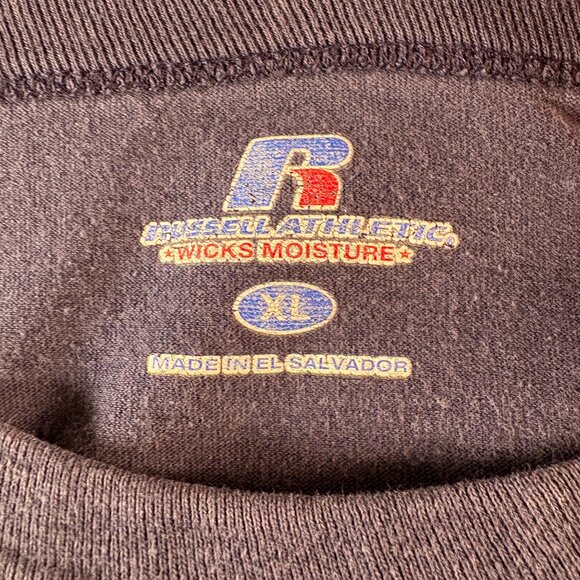 R
RUSSELL ATHLETIC®
★WICKS MOISTURE★
XL
MADE IN EL SALVADOR